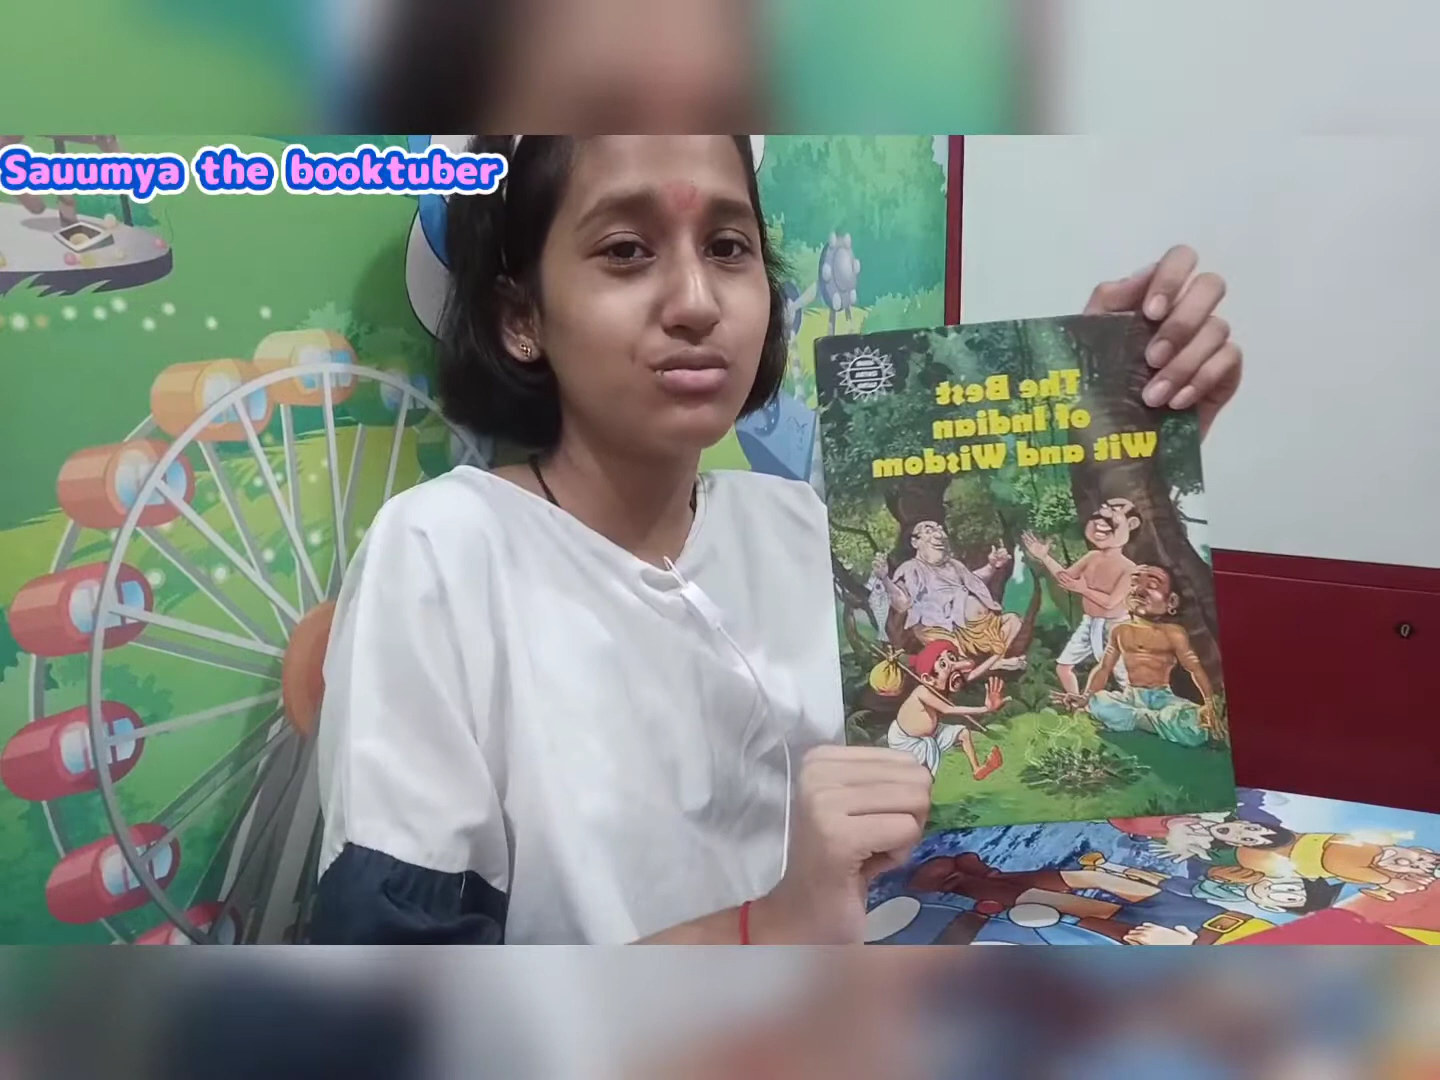 Sauumya the booktuber
The Best
of Indian
Wit and Wisdom